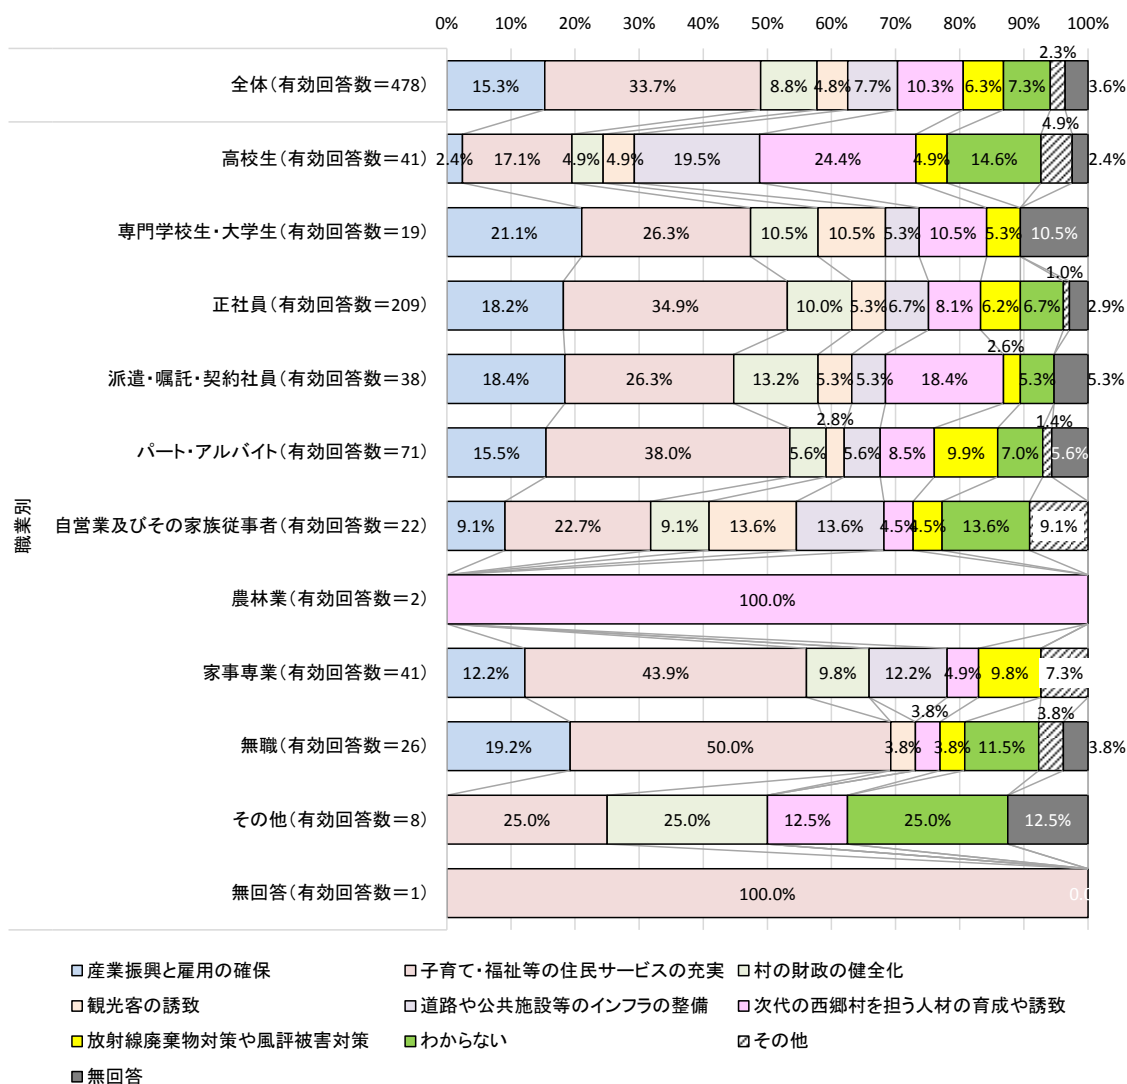 0% 10% 20% 30% 40% 50% 60% 70% 80% 90% 100%
2.3%
全体(有効回答数=478) 15.3% 33.7% 8.8% 4.8% 7.7% 10.3% 6.3% 7.3% 3.6%
4.9%
高校生(有効回答数=41) 2.4% 17.1% 4.9% 4.9% 19.5% 24.4% 4.9% 14.6% 2.4%
専門学校生・大学生(有効回答数=19) 21.1% 26.3% 10.5% 10.5% 5.3% 10.5% 5.3% 10.5%
1.0%
正社員(有効回答数=209) 18.2% 34.9% 10.0% 5.3% 6.7% 8.1% 6.2% 6.7% 2.9%
2.6%
派遣・嘱託・契約社員(有効回答数=38) 18.4% 26.3% 13.2% 5.3% 5.3% 18.4% 5.3% 5.3%
2.8% 1.4%
パート・アルバイト(有効回答数=71) 15.5% 38.0% 5.6% 5.6% 8.5% 9.9% 7.0% 5.6%
職業別
自営業及びその家族従事者(有効回答数=22) 9.1% 22.7% 9.1% 13.6% 13.6% 4.5% 4.5% 13.6% 9.1%
農林業(有効回答数=2) 100.0%
家事専業(有効回答数=41) 12.2% 43.9% 9.8% 12.2% 4.9% 9.8% 7.3%
3.8% 3.8%
無職(有効回答数=26) 19.2% 50.0% 3.8% 3.8% 11.5% 3.8%
その他(有効回答数=8) 25.0% 25.0% 12.5% 25.0% 12.5%
無回答(有効回答数=1) 100.0%
産業振興と雇用の確保 子育て・福祉等の住民サービスの充実 村の財政の健全化
観光客の誘致 道路や公共施設等のインフラの整備 次代の西郷村を担う人材の育成や誘致
放射線廃棄物対策や風評被害対策 わからない その他
無回答